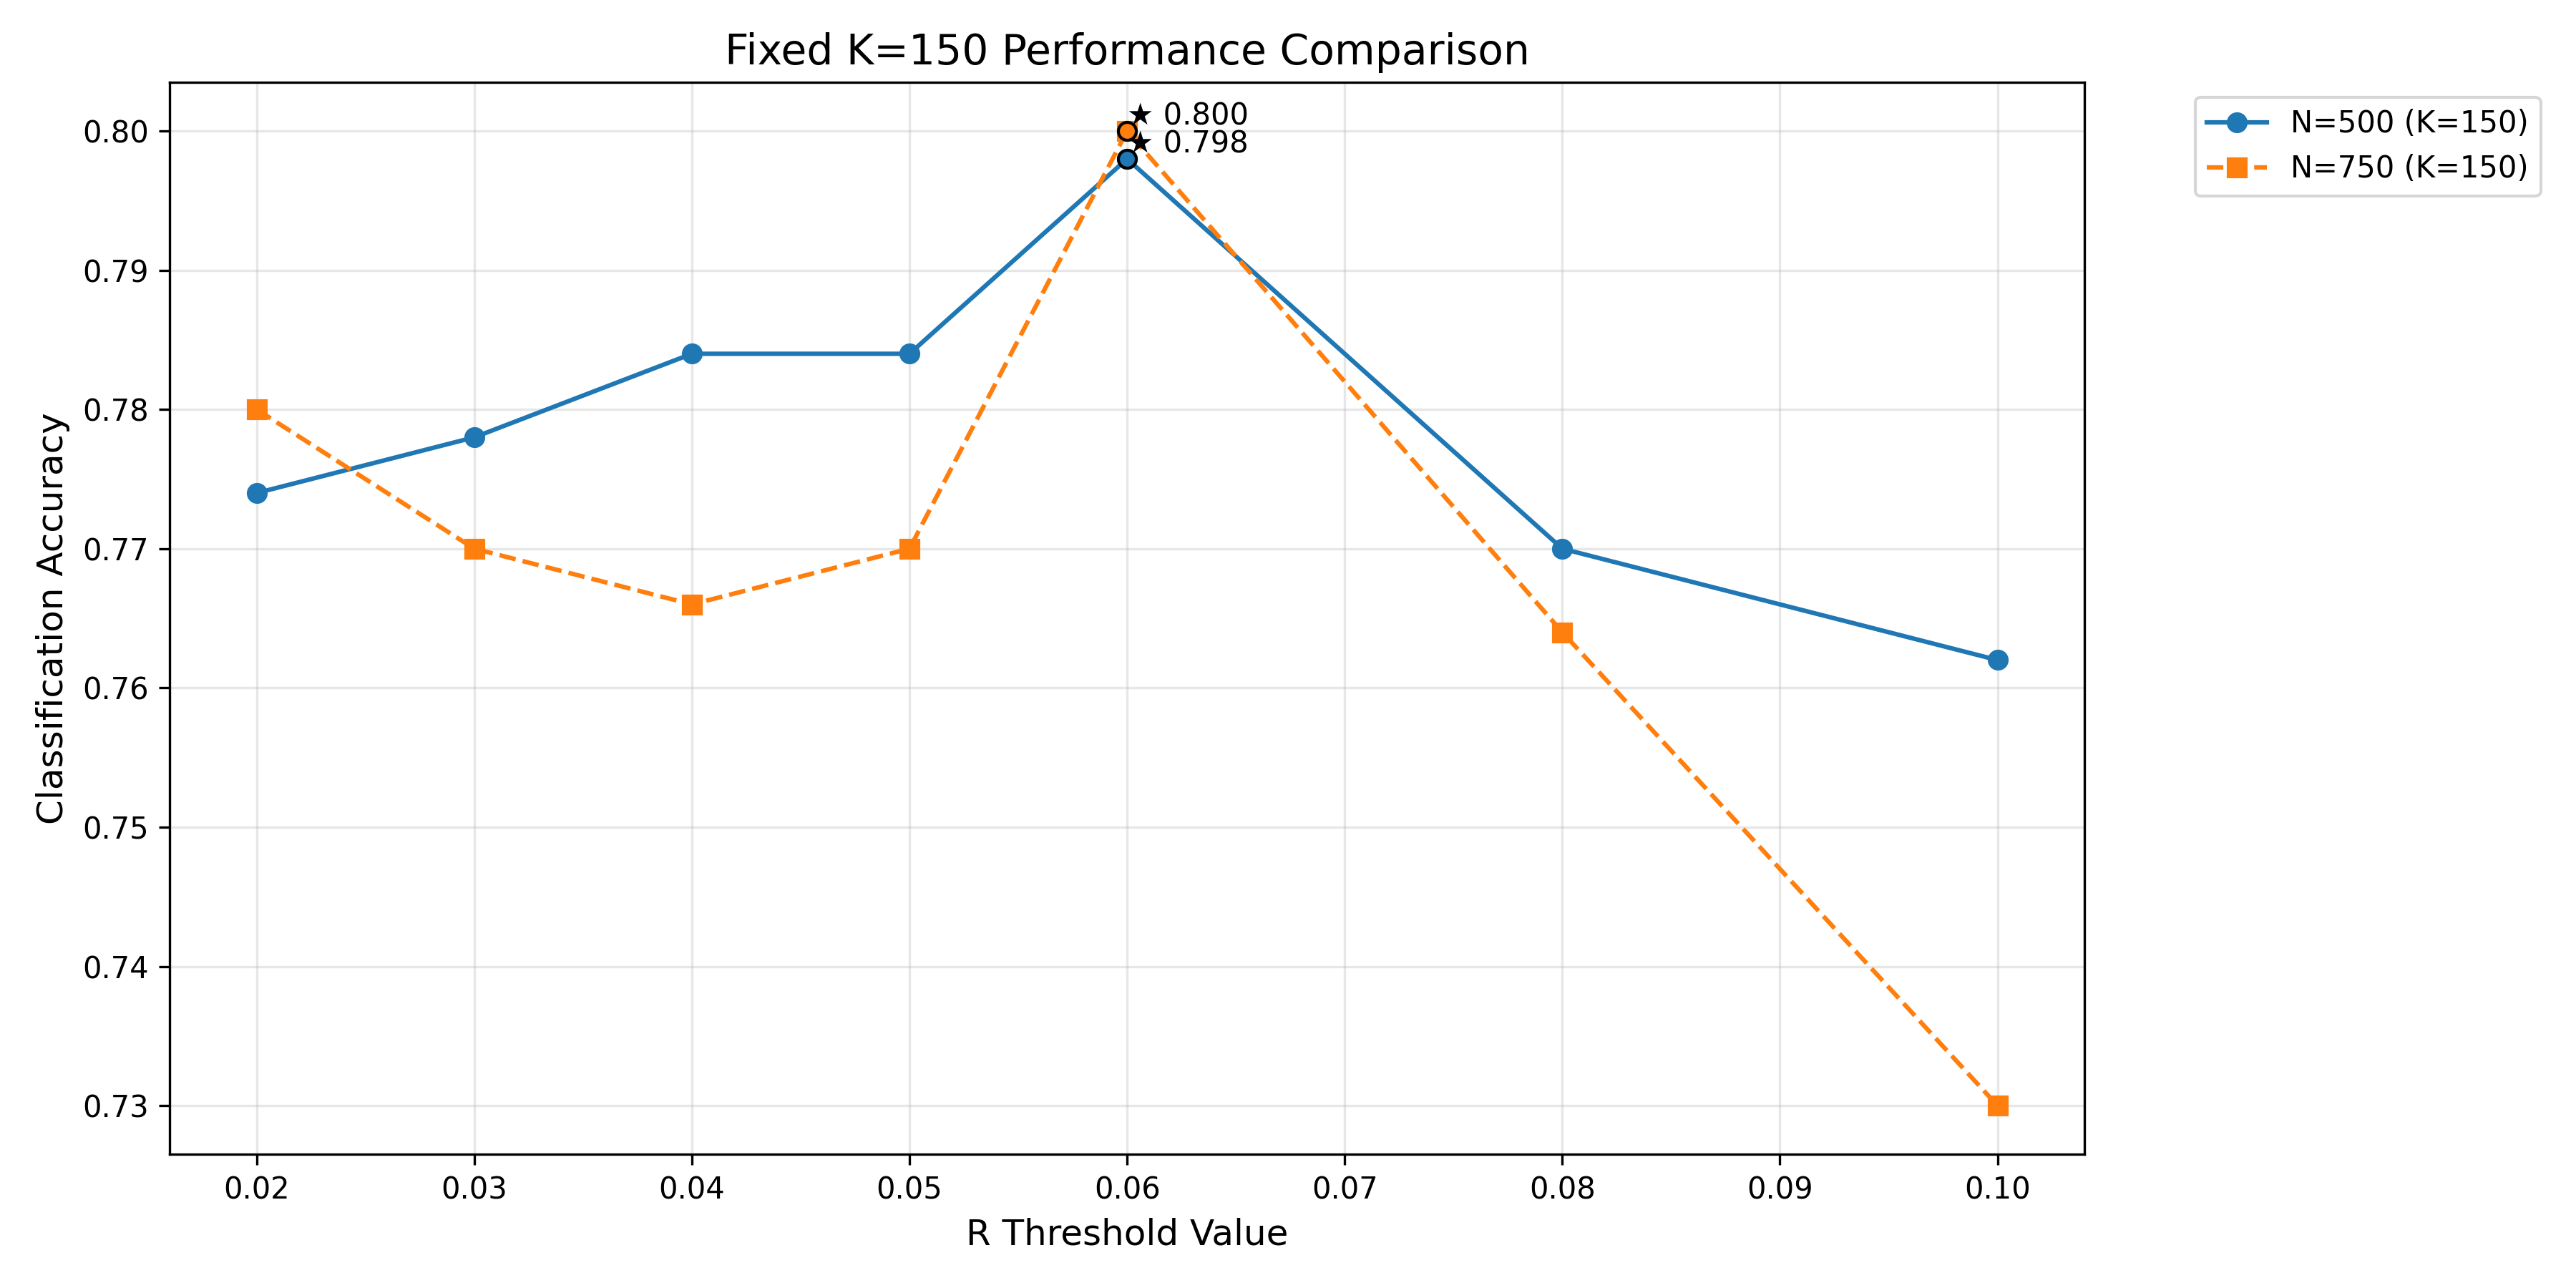 Fixed K=150 Performance Comparison
★ 0.800
★ 0.798
N=500 (K=150)
N=750 (K=150)
Classification Accuracy
0.80
0.79
0.78
0.77
0.76
0.75
0.74
0.73
0.02 0.03 0.04 0.05 0.06 0.07 0.08 0.09 0.10
R Threshold Value